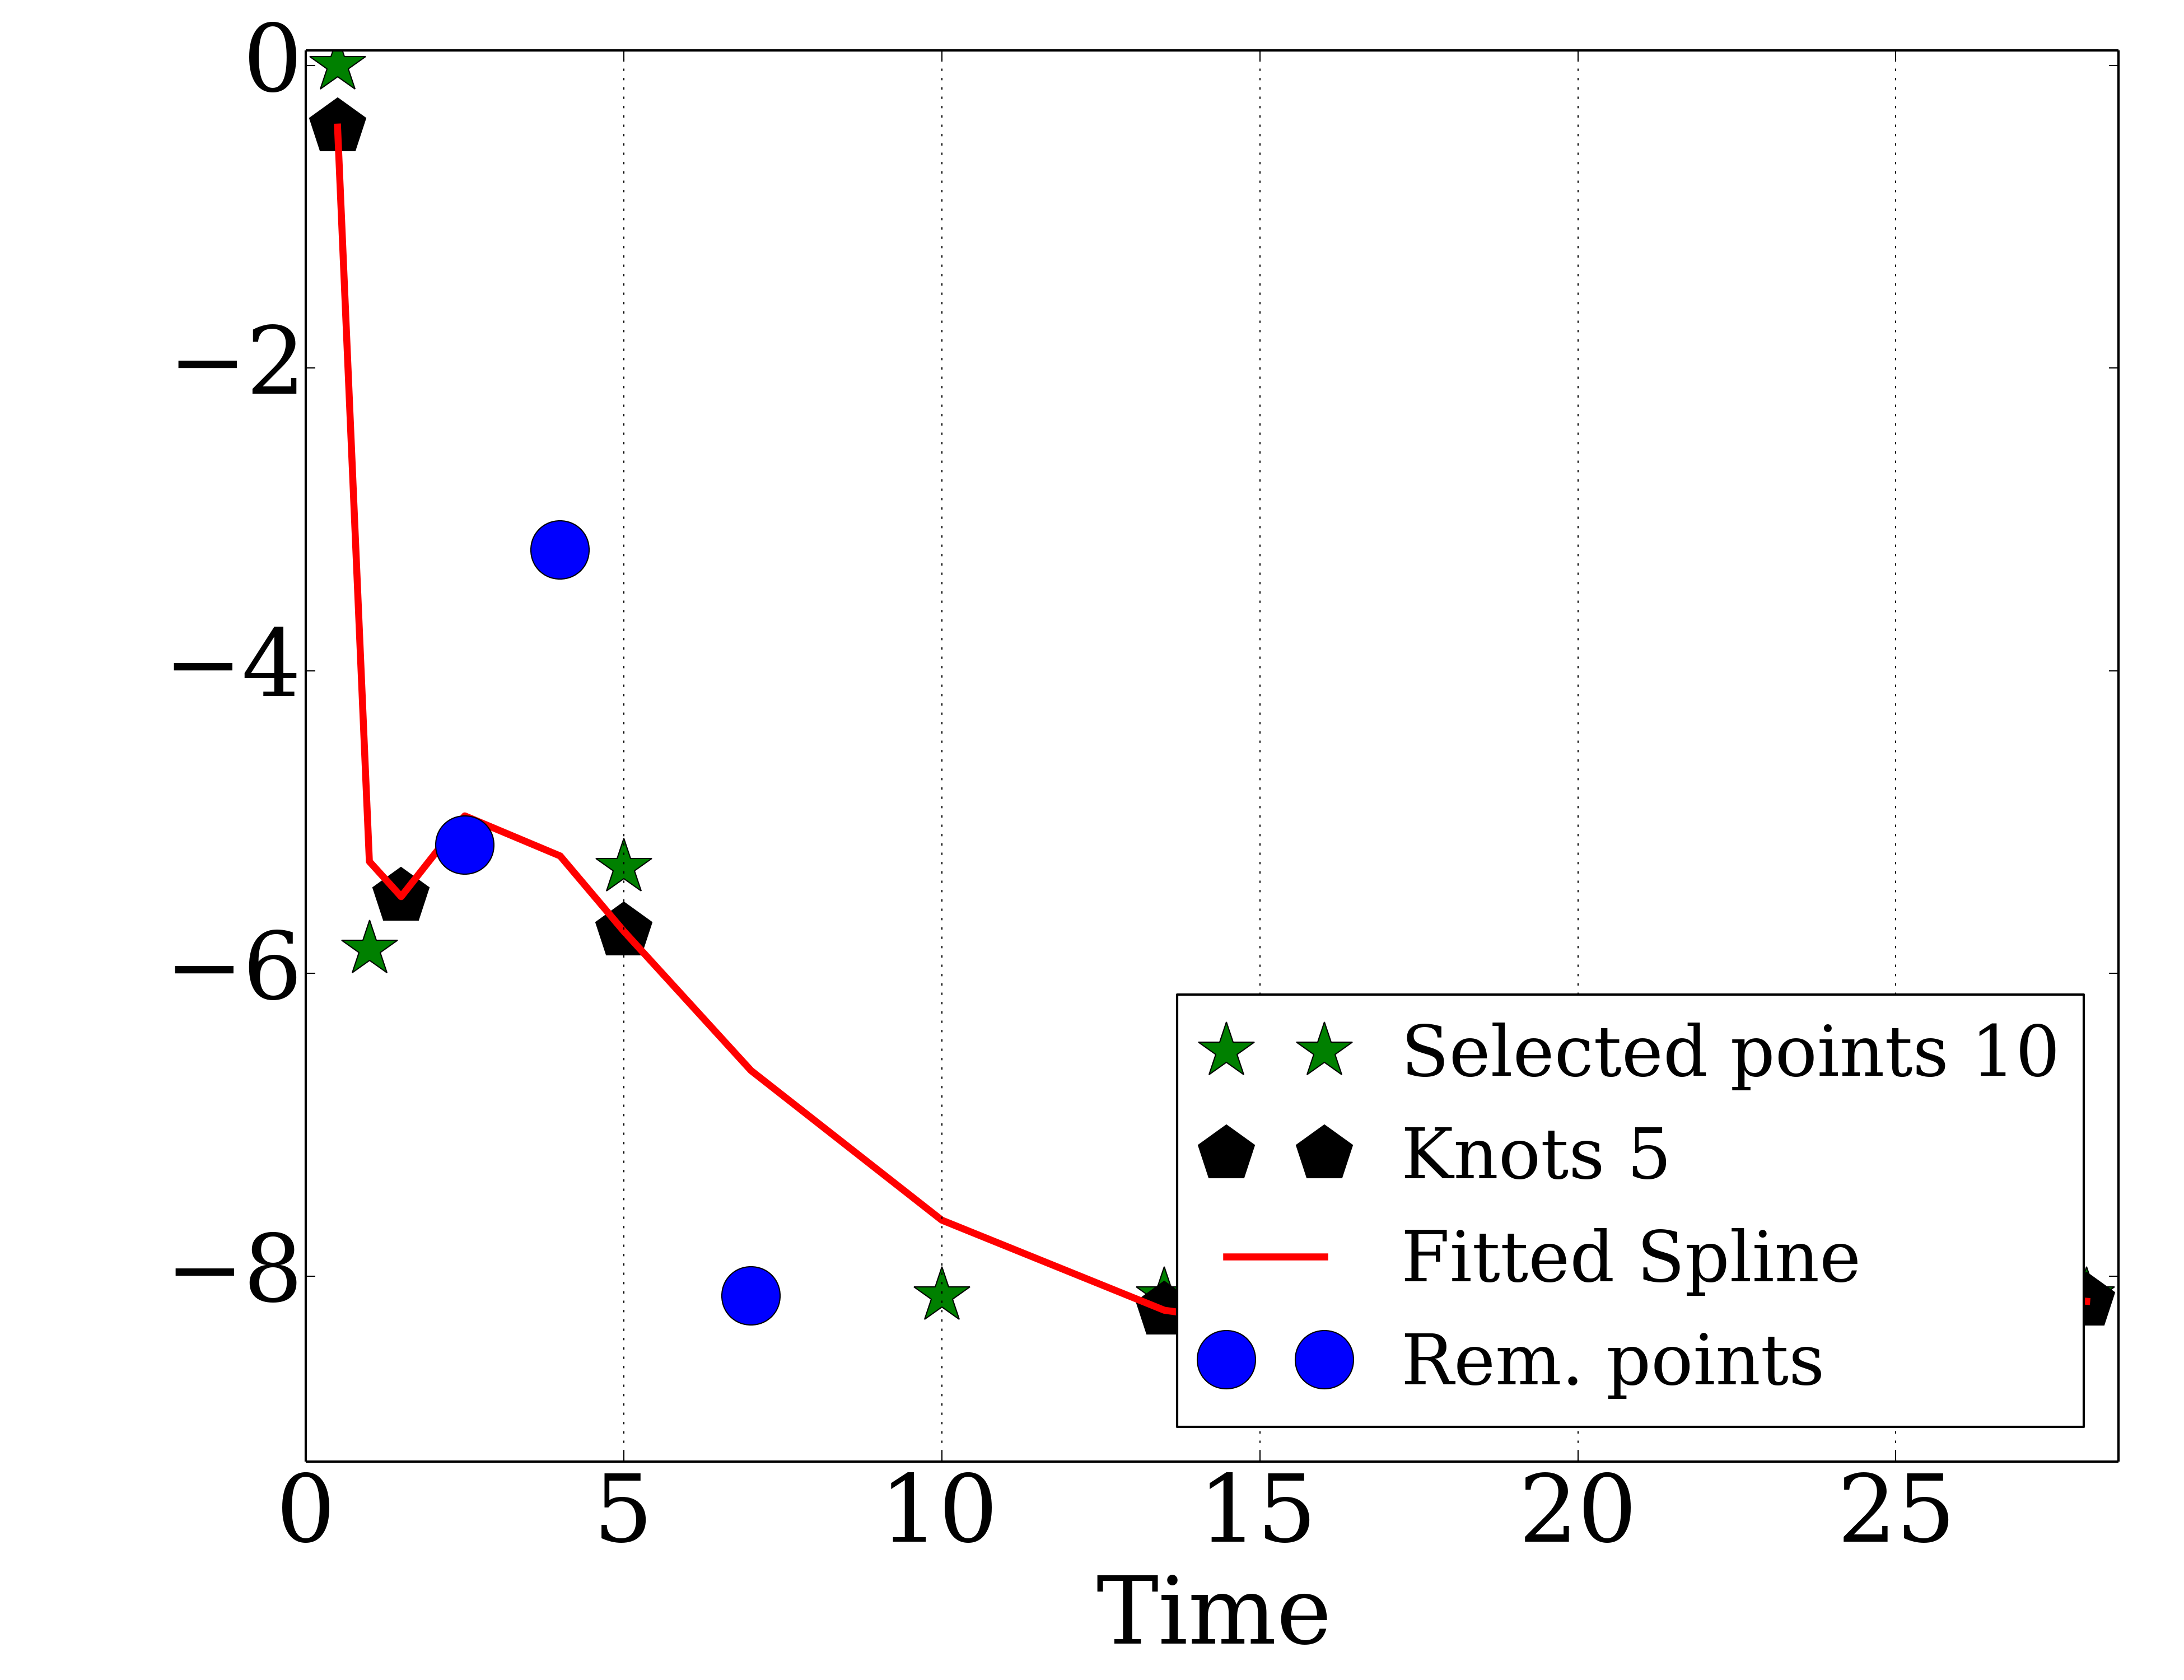 0
−2
−4
−6
−8
Selected points 10
Knots 5
Fitted Spline
Rem. points
0 5 10 15 20 25
Time